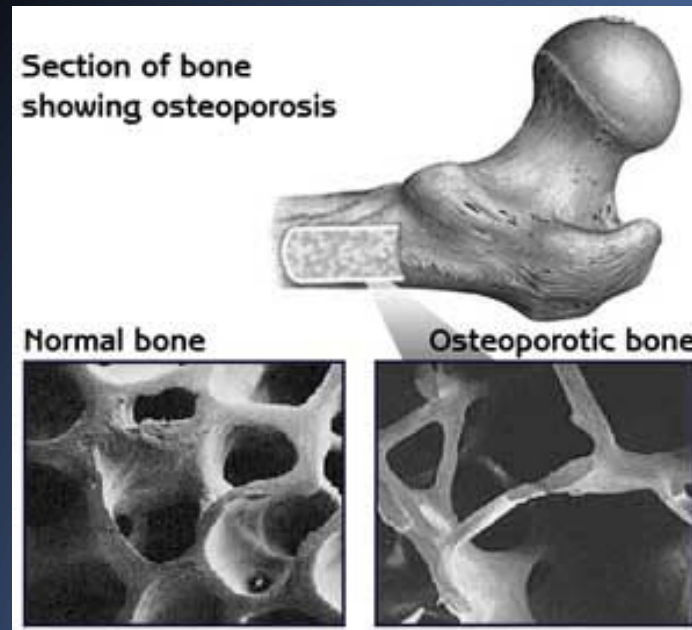 Section of bone
showing osteoporosis
Normal bone
Osteoporotic bone